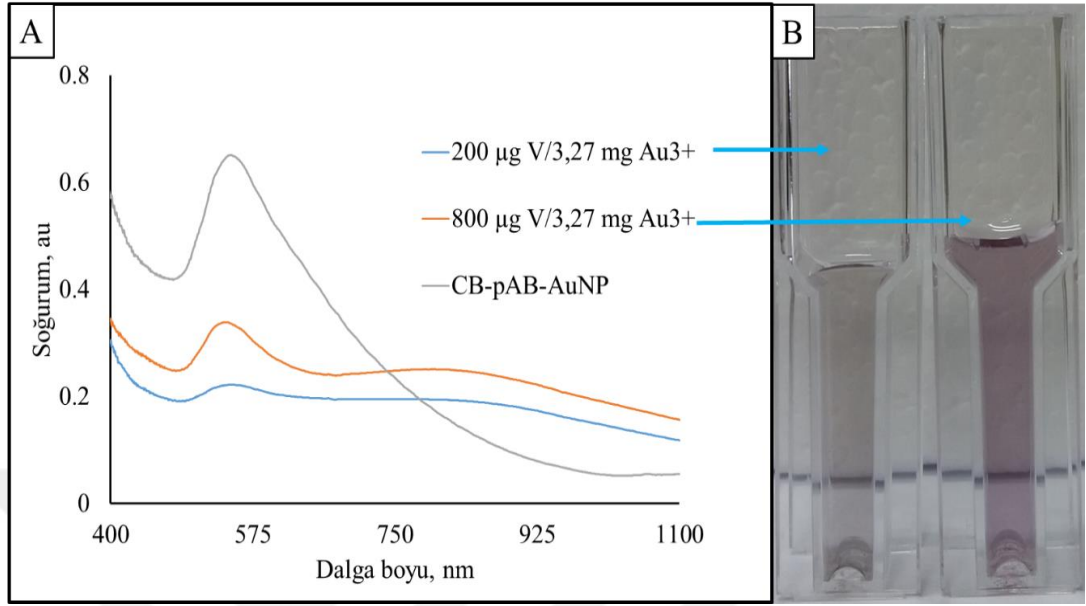 A
B
0.8
0.6
0.4
0.2
0
Soğurum, au
200 µg V/3,27 mg Au3+
800 µg V/3,27 mg Au3+
CB-pAB-AuNP
400
575
750
925
1100
Dalga boyu, nm